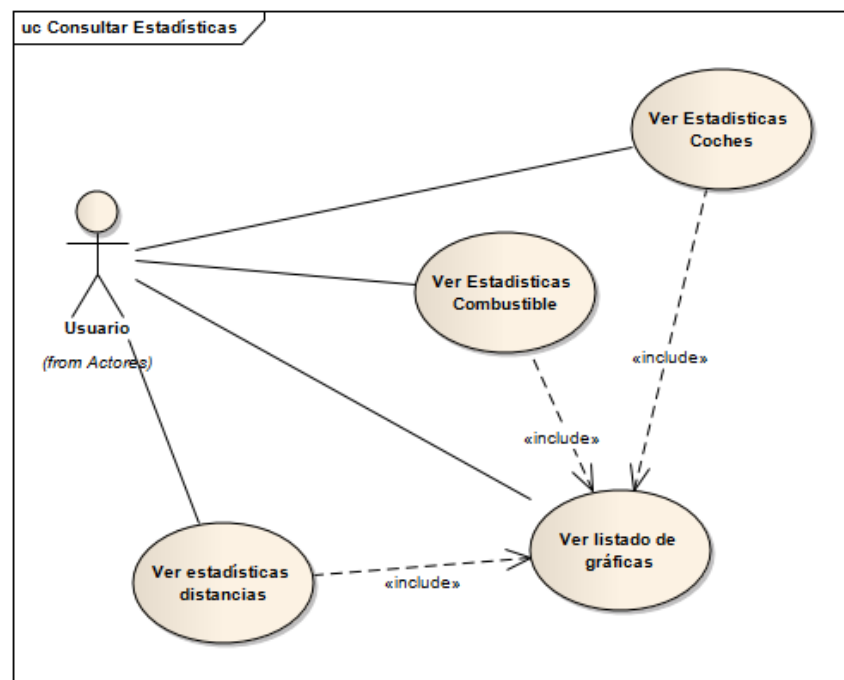 uc Consultar Estadísticas
Ver Estadisticas
Coches
Ver Estadisticas
Combustible
Usuario
(from Actores)
«include»
«include»
Ver listado de
gráficas
Ver estadísticas
distancias
«include»